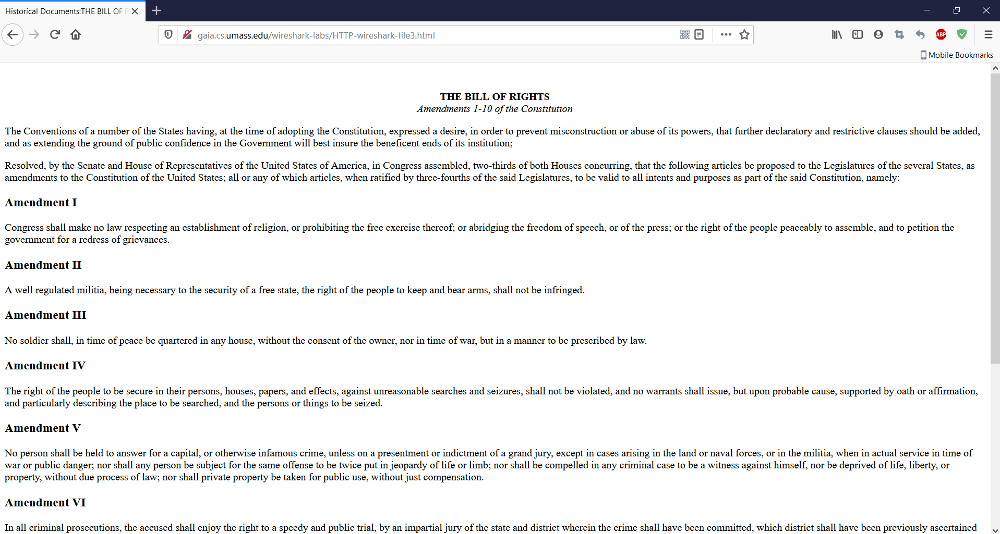 Historical Documents:THE BILL OF
gaia.cs.umass.edu/wireshark-labs/HTTP-wireshark-file3.html
ABP
Mobile Bookmarks
THE BILL OF RIGHTS
Amendments 1-10 of the Constitution
The Conventions of a number of the States having, at the time of adopting the Constitution, expressed a desire, in order to prevent misconstruction or abuse of its powers, that further declaratory and restrictive clauses should be added,
and as extending the ground of public confidence in the Government will best insure the beneficent ends of its institution;
Resolved, by the Senate and House of Representatives of the United States of America, in Congress assembled, two-thirds of both Houses concurring, that the following articles be proposed to the Legislatures of the several States, as
amendments to the Constitution of the United States; all or any of which articles, when ratified by three-fourths of the said Legislatures, to be valid to all intents and purposes as part of the said Constitution, namely:
Amendment I
Congress shall make no law respecting an establishment of religion, or prohibiting the free exercise thereof; or abridging the freedom of speech, or of the press; or the right of the people peaceably to assemble, and to petition the
government for a redress of grievances.
Amendment II
A well regulated militia, being necessary to the security of a free state, the right of the people to keep and bear arms, shall not be infringed.
Amendment III
No soldier shall, in time of peace be quartered in any house, without the consent of the owner, nor in time of war, but in a manner to be prescribed by law.
Amendment IV
The right of the people to be secure in their persons, houses, papers, and effects, against unreasonable searches and seizures, shall not be violated, and no warrants shall issue, but upon probable cause, supported by oath or affirmation,
and particularly describing the place to be searched, and the persons or things to be seized.
Amendment V
No person shall be held to answer for a capital, or otherwise infamous crime, unless on a presentment or indictment of a grand jury, except in cases arising in the land or naval forces, or in the militia, when in actual service in time of
war or public danger; nor shall any person be subject for the same offense to be twice put in jeopardy of life or limb; nor shall be compelled in any criminal case to be a witness against himself, nor be deprived of life, liberty, or
property, without due process of law; nor shall private property be taken for public use, without just compensation.
Amendment VI
In all criminal prosecutions, the accused shall enjoy the right to a speedy and public trial, by an impartial jury of the state and district wherein the crime shall have been committed, which district shall have been previously ascertained